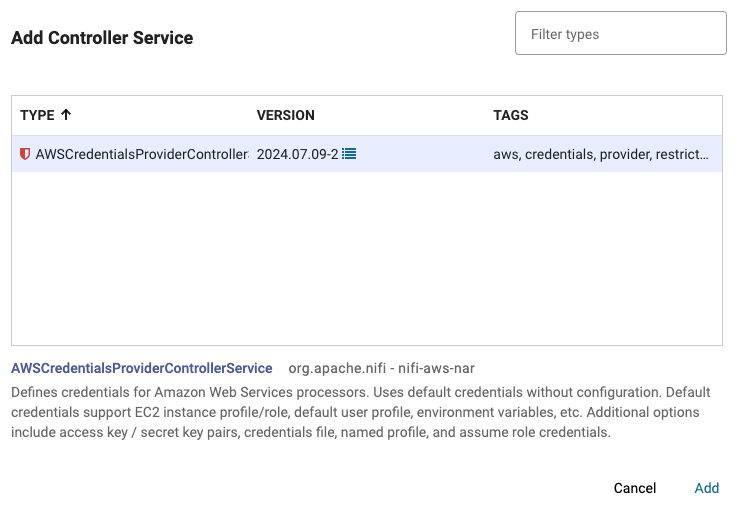 Add Controller Service
Filter types
TYPE VERSION TAGS
AWSCredentialsProviderController 2024.07.09-2 aws, credentials, provider, restrict...
AWSCredentialsProviderControllerService org.apache.nifi - nifi-aws-nar
Defines credentials for Amazon Web Services processors. Uses default credentials without configuration. Default
credentials support EC2 instance profile/role, default user profile, environment variables, etc. Additional options
include access key / secret key pairs, credentials file, named profile, and assume role credentials.
Cancel Add